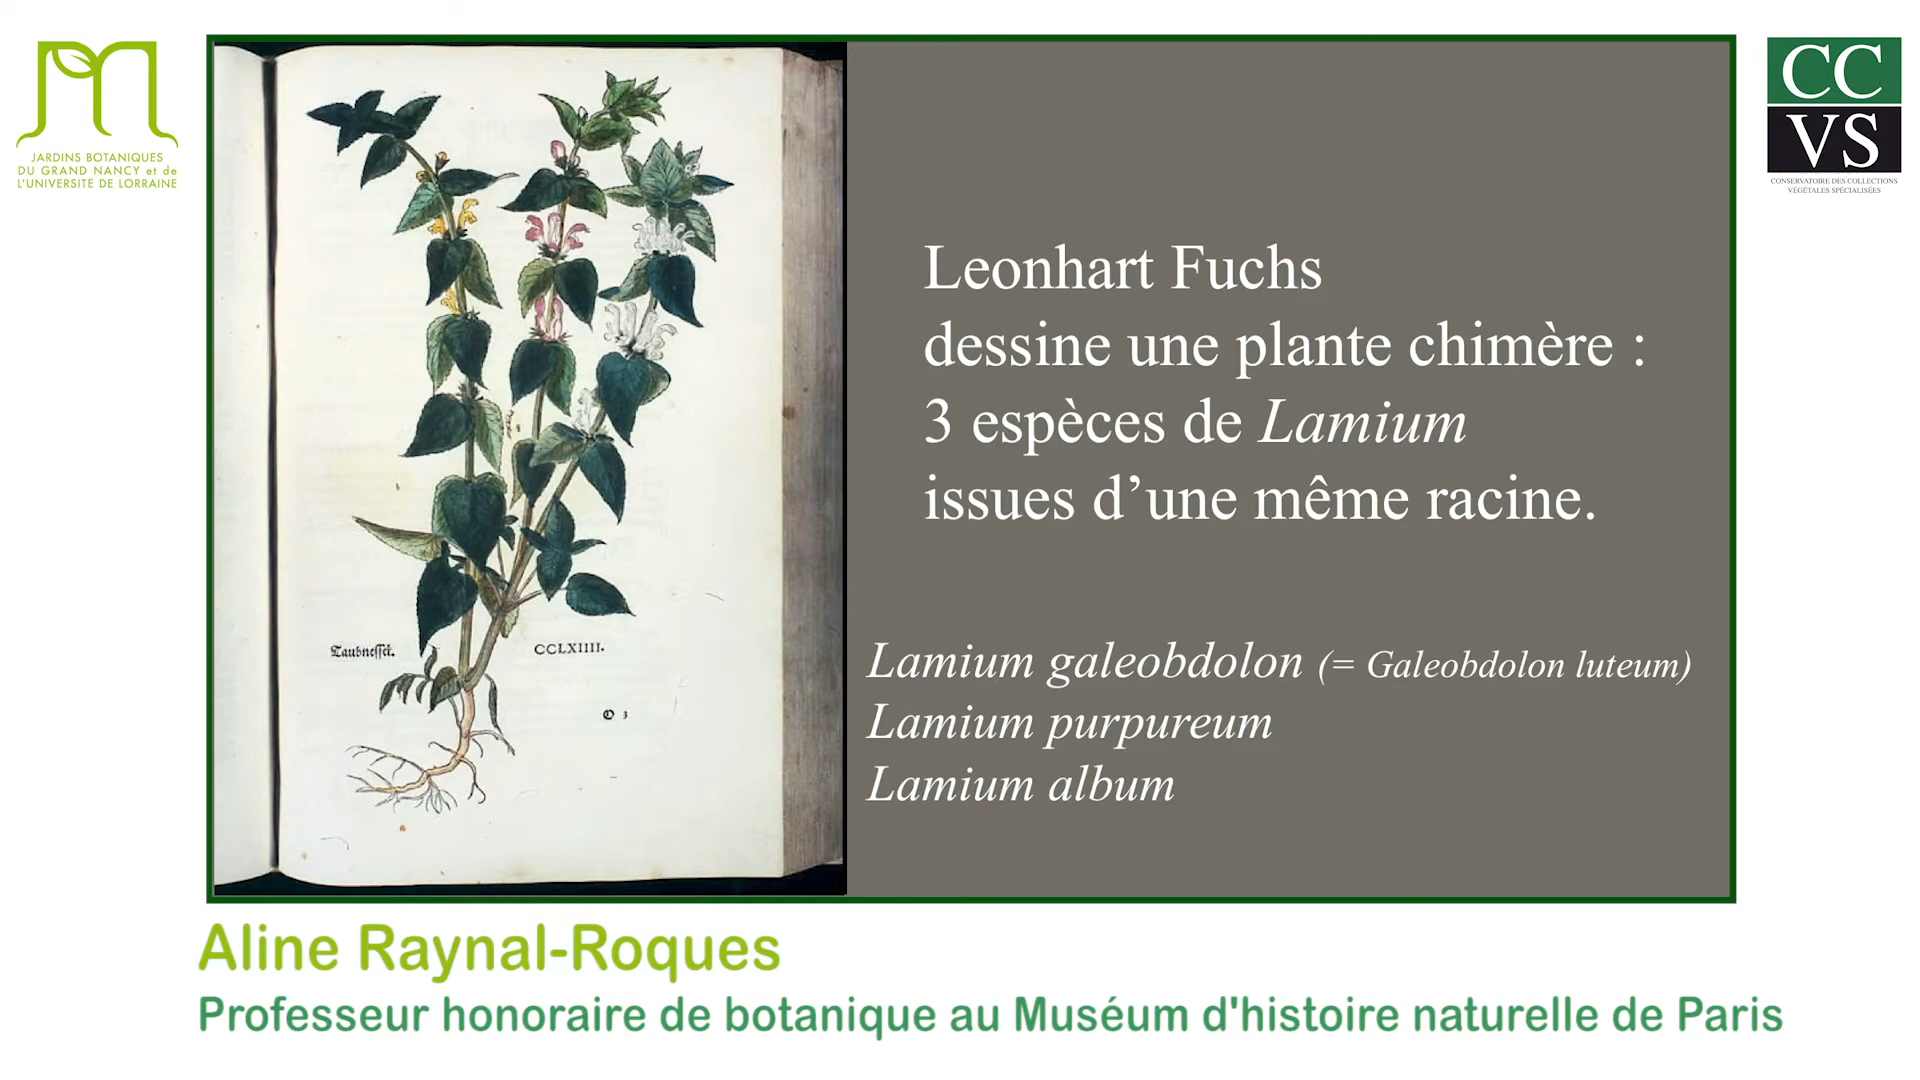 JARDINS BOTANIQUES
DU GRAND NANCY et de
L'UNIVERSITE DE LORRAINE
CC
VS
CONSERVATOIRE DES COLLECTIONS
VÉGÉTALES SPÉCIALISÉES
Leonhart Fuchs
dessine une plante chimère :
3 espèces de Lamium
issues d’une même racine.
Taubnessel.
CCLXIIII.
O 3
Lamium galeobdolon (= Galeobdolon luteum)
Lamium purpureum
Lamium album
Aline Raynal-Roques
Professeur honoraire de botanique au Muséum d'histoire naturelle de Paris